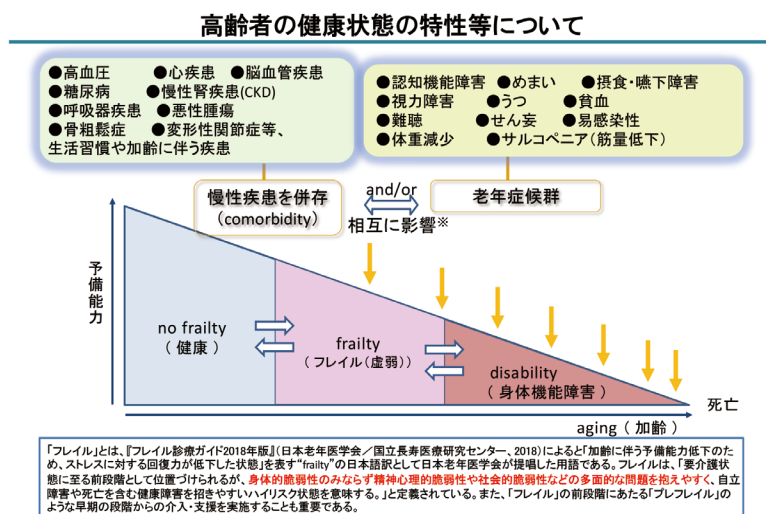 高齢者の健康状態の特性等について
●高血圧 ●心疾患 ●脳血管疾患
●糖尿病 ●慢性腎疾患(CKD)
●呼吸器疾患 ●悪性腫瘍
●骨粗鬆症 ●変形性関節症等、
生活習慣や加齢に伴う疾患
●認知機能障害 ●めまい ●摂食・嚥下障害
●視力障害 ●うつ ●貧血
●難聴 ●せん妄 ●易感染性
●体重減少 ●サルコペニア（筋量低下）
慢性疾患を併存
（comorbidity）
and/or
相互に影響※
老年症候群
予備能力
no frailty
（ 健康 ）
frailty
（ フレイル（虚弱））
disability
（ 身体機能障害 ）
死亡
aging（ 加齢 ）
「フレイル」とは、『フレイル診療ガイド2018年版』（日本老年医学会／国立長寿医療研究センター、2018）によると「加齢に伴う予備能力低下のた
め、ストレスに対する回復力が低下した状態」を表す“frailty”の日本語訳として日本老年医学会が提唱した用語である。フレイルは、「要介護状
態に至る前段階として位置づけられるが、身体的脆弱性のみならず精神心理的脆弱性や社会的脆弱性などの多面的な問題を抱えやすく、自立
障害や死亡を含む健康障害を招きやすいハイリスク状態を意味する。」と定義されている。また、「フレイル」の前段階にあたる「プレフレイル」の
ような早期の段階からの介入・支援を実施することも重要である。